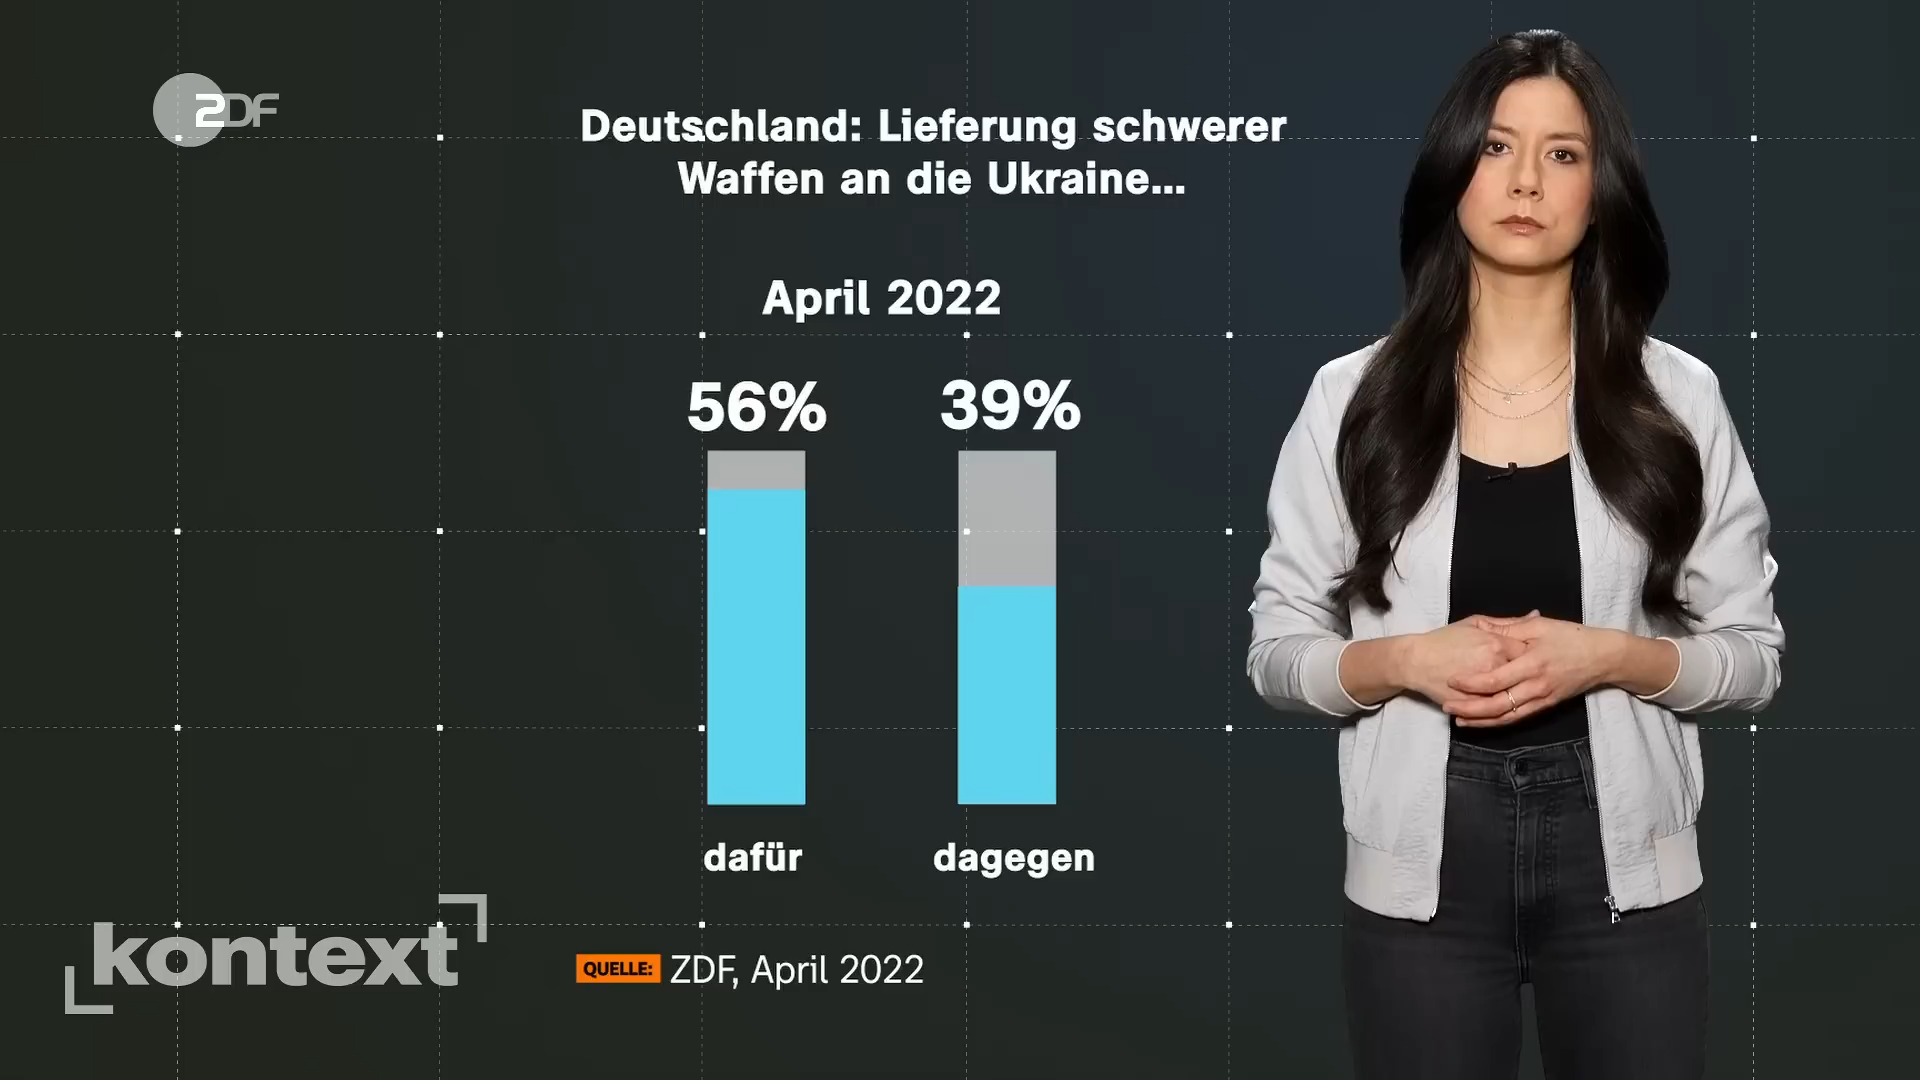 ZDF
Deutschland: Lieferung schwerer
Waffen an die Ukraine...
April 2022
56%
39%
dafür
dagegen
kontext
QUELLE: ZDF, April 2022